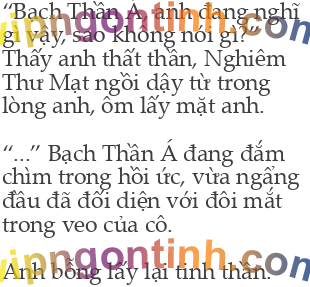 “Bạch Thần Á, anh đang nghĩ
gì vậy, sao không nói gì?”
Thấy anh thất thần, Nghiêm
Thư Mạt ngồi dậy từ trong
lòng anh, ôm lấy mặt anh.
“...” Bạch Thần Á đang đắm
chìm trong hồi ức, vừa ngẩng
đầu đã đối diện với đôi mắt
trong veo của cô.
Anh bỗng lấy lại tinh thần.
vipngontinh.com
vipngontinh.com